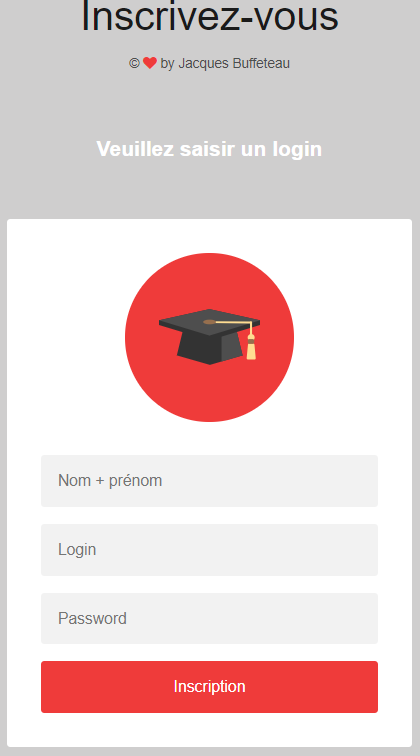 Inscrivez-vous
© ❤ by Jacques Buffeteau
Veuillez saisir un login
Nom + prénom
Login
Password
Inscription